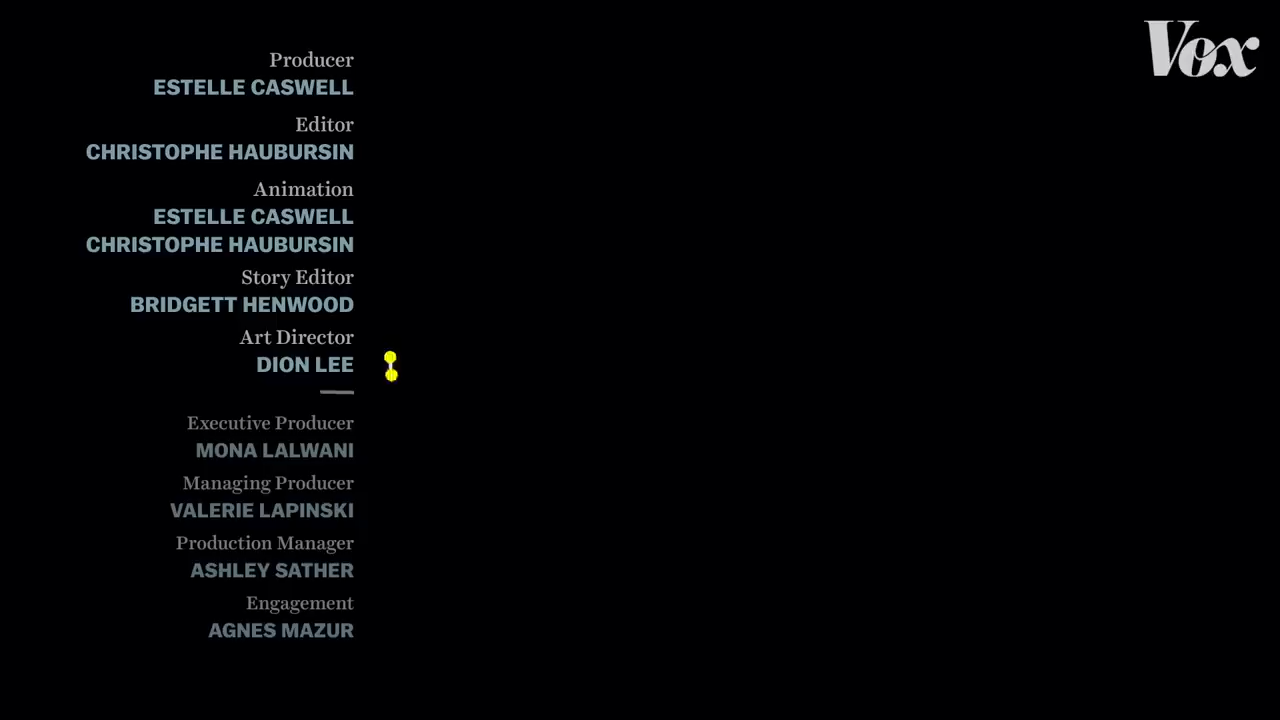 Vox
Producer
ESTELLE CASWELL
Editor
CHRISTOPHE HAUBURSIN
Animation
ESTELLE CASWELL
CHRISTOPHE HAUBURSIN
Story Editor
BRIDGETT HENWOOD
Art Director
DION LEE
Executive Producer
MONA LALWANI
Managing Producer
VALERIE LAPINSKI
Production Manager
ASHLEY SATHER
Engagement
AGNES MAZUR